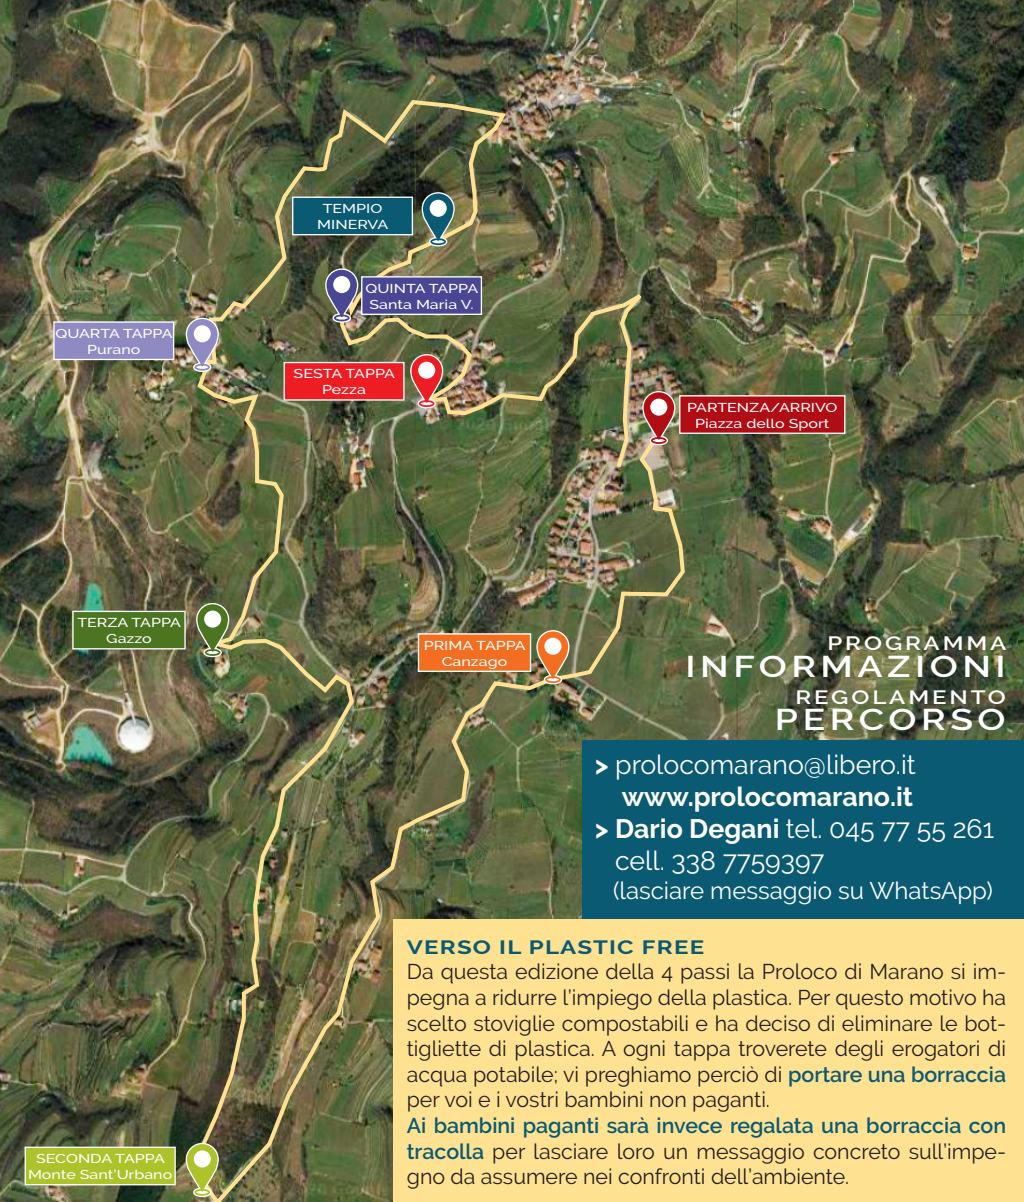 TEMPIO
MINERVA
QUINTA TAPPA
Santa Maria V.
QUARTA TAPPA
Purano
SESTA TAPPA
Pezza
PARTENZA/ARRIVO
Piazza dello Sport
TERZA TAPPA
Gazzo
PRIMA TAPPA
Canzago
PROGRAMMA
INFORMAZIONI
REGOLAMENTO
PERCORSO
> prolocomarano@libero.it
www.prolocomarano.it
> Dario Degani tel. 045 77 55 261
cell. 338 7759397
(lasciare messaggio su WhatsApp)
VERSO IL PLASTIC FREE
Da questa edizione della 4 passi la Proloco di Marano si im-
pegna a ridurre l'impiego della plastica. Per questo motivo ha
scelto stoviglie compostabili e ha deciso di eliminare le bot-
tigliette di plastica. A ogni tappa troverete degli erogatori di
acqua potabile; vi preghiamo perciò di portare una borraccia
per voi e i vostri bambini non paganti.
Ai bambini paganti sarà invece regalata una borraccia con
tracolla per lasciare loro un messaggio concreto sull'impe-
gno da assumere nei confronti dell'ambiente.
SECONDA TAPPA
Monte Sant'Urbano